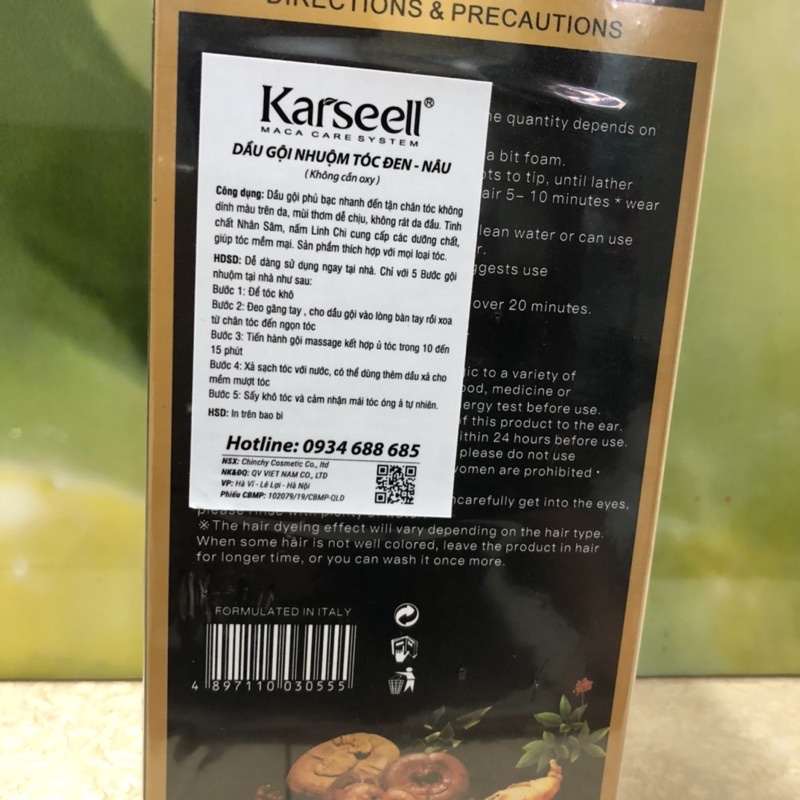 DIRECTIONS & PRECAUTIONS
Karseell®
MACA CARE SYSTEM
DẦU GỘI NHUỘM TÓC ĐEN - NÂU
(Không cần oxy)
Công dụng: Dầu gội phủ bạc nhanh đến tận chân tóc không
dính màu trên da, mùi thơm dễ chịu, không rát da đầu. Tinh
chất Nhân Sâm, nấm Linh Chi cung cấp các dưỡng chất,
giúp tóc mềm mại. Sản phẩm thích hợp với mọi loại tóc.
HDSD: Dễ dàng sử dụng ngay tại nhà. Chỉ với 5 Bước gội
nhuộm tại nhà như sau:
Bước 1: Để tóc khô
Bước 2: Đeo găng tay , cho dầu gội vào lòng bàn tay rồi xoa
từ chân tóc đến ngọn tóc
Bước 3: Tiến hành gội massage kết hợp ủ tóc trong 10 đến
15 phút
Bước 4: Xả sạch tóc với nước, có thể dùng thêm dầu xả cho
mềm mượt tóc
Bước 5: Sấy khô tóc và cảm nhận mái tóc óng ả tự nhiên.
HSD: In trên bao bì
Hotline: 0934 688 685
NSX: Chinchy Cosmetic Co., ltd
NK&ĐQ: QV VIET NAM CO., LTD
VP: Hà Vĩ - Lê Lợi - Hà Nội
Phiếu CBMP: 102079/19/CBMP-QLD
quantity depends on
a bit foam.
to tip, until lather
5– 10 minutes * wear
clean water or can use
use
over 20 minutes.
to a variety of
medicine or
test before use.
of this product to the ear.
within 24 hours before use.
please do not use
women are prohibited •
carefully get into the eyes,
please rinse
※The hair dyeing effect will vary depending on the hair type.
When some hair is not well colored, leave the product in hair
for longer time, or you can wash it once more.
FORMULATED IN ITALY
4 897110 030555